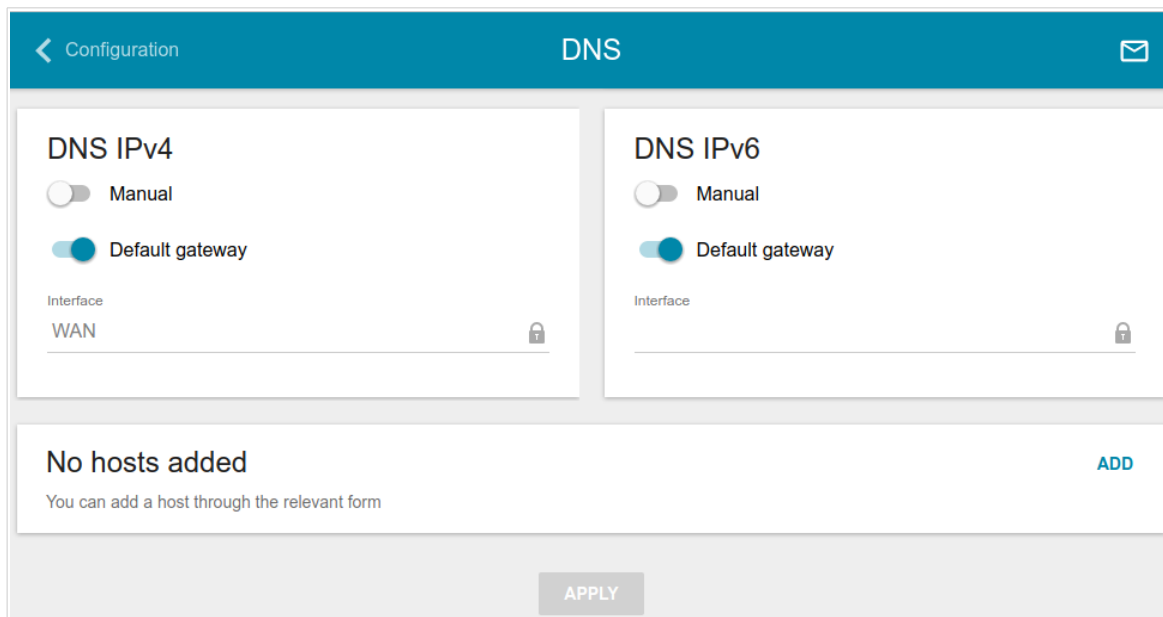 Configuration
DNS
DNS IPv4
Manual
Default gateway
Interface
WAN
DNS IPv6
Manual
Default gateway
Interface
No hosts added
ADD
You can add a host through the relevant form
APPLY